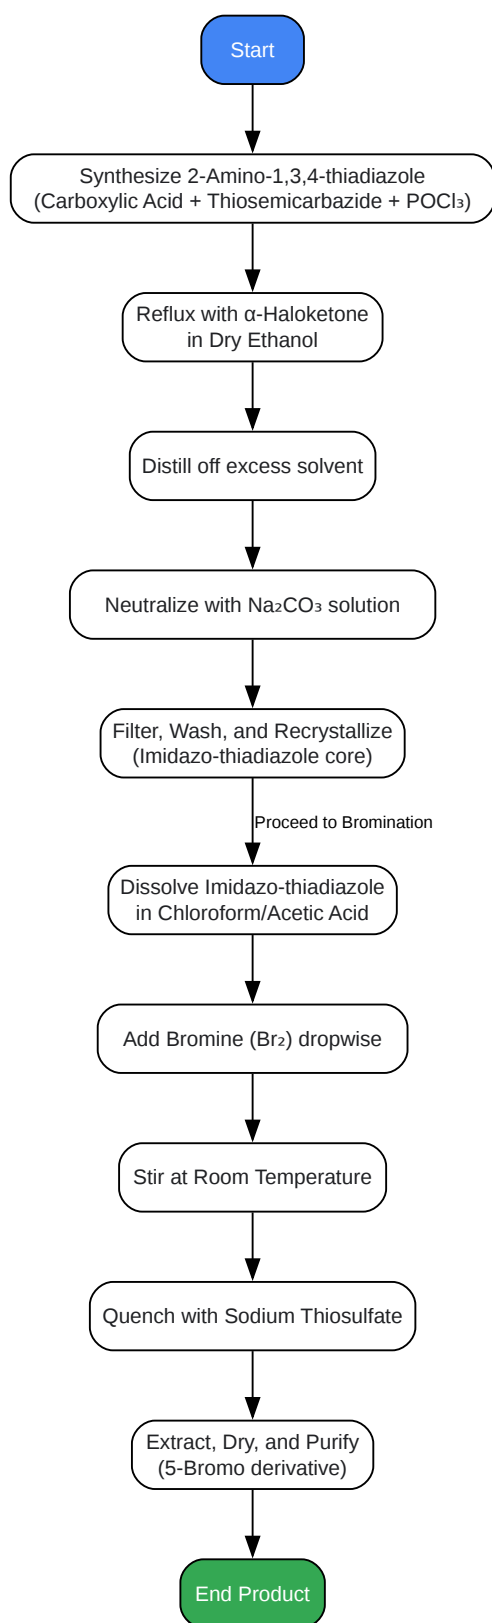 Start
Synthesize 2-Amino-1,3,4-thiadiazole
(Carboxylic Acid + Thiosemicarbazide + POCl₃)
Reflux with α-Haloketone
in Dry Ethanol
Distill off excess solvent
Neutralize with Na₂CO₃ solution
Filter, Wash, and Recrystallize
(Imidazo-thiadiazole core)
Proceed to Bromination
Dissolve Imidazo-thiadiazole
in Chloroform/Acetic Acid
Add Bromine (Br₂) dropwise
Stir at Room Temperature
Quench with Sodium Thiosulfate
Extract, Dry, and Purify
(5-Bromo derivative)
End Product